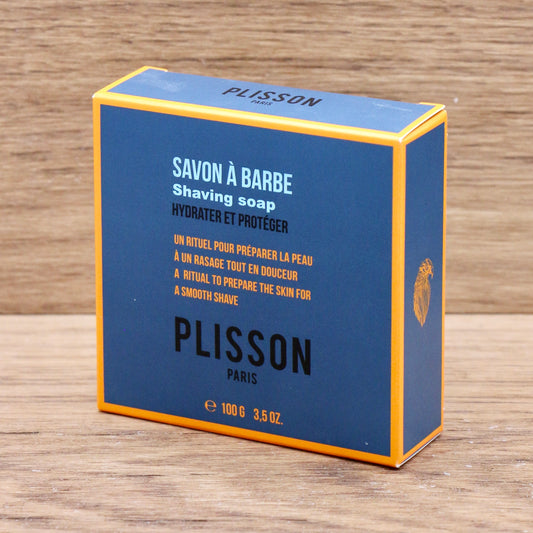 PLISSON
PARIS
SAVON À BARBE
Shaving soap
HYDRATER ET PROTÉGER
UN RITUEL POUR PRÉPARER LA PEAU
À UN RASAGE TOUT EN DOUCEUR
A RITUAL TO PREPARE THE SKIN FOR
A SMOOTH SHAVE
PLISSON
PARIS
℮ 100 G 3,5 OZ.